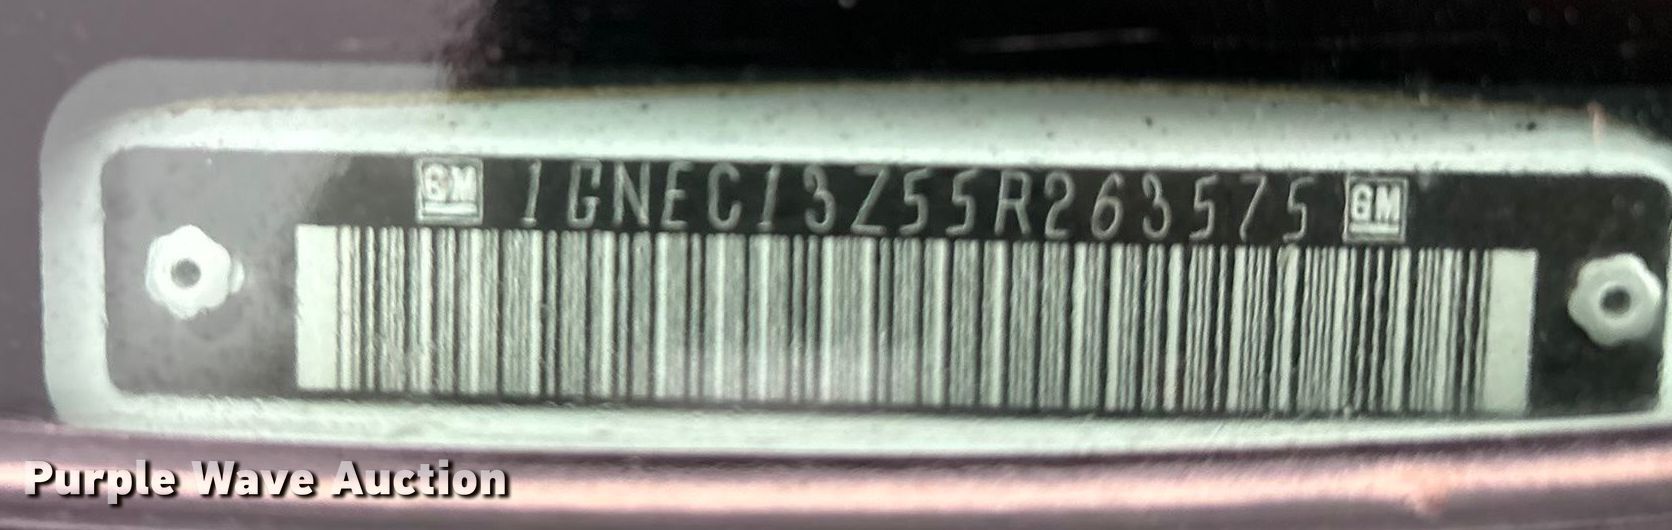 GM 1GNEC13Z55R263575 GM
Purple Wave Auction